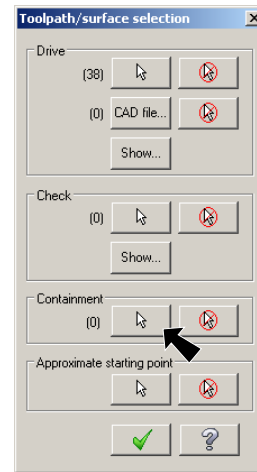 Toolpath/surface selection
Drive
(38)
(0) CAD file...
Show...
Check
(0)
Show...
Containment
(0)
Approximate starting point